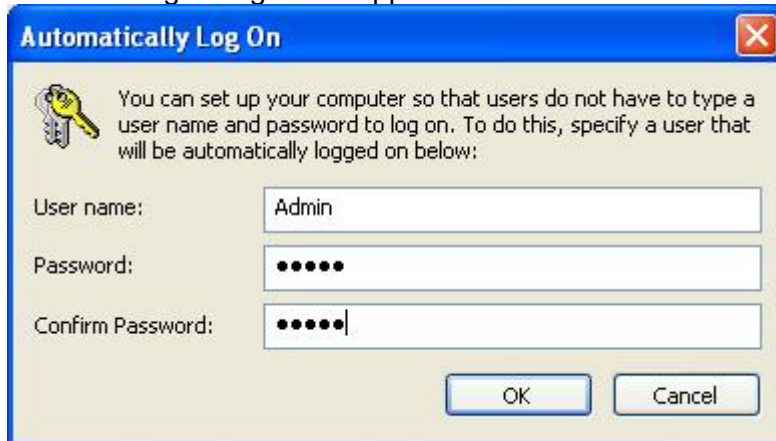 Automatically Log On
You can set up your computer so that users do not have to type a
user name and password to log on. To do this, specify a user that
will be automatically logged on below:
User name:
Admin
Password:
•••••
Confirm Password:
•••••
OK
Cancel